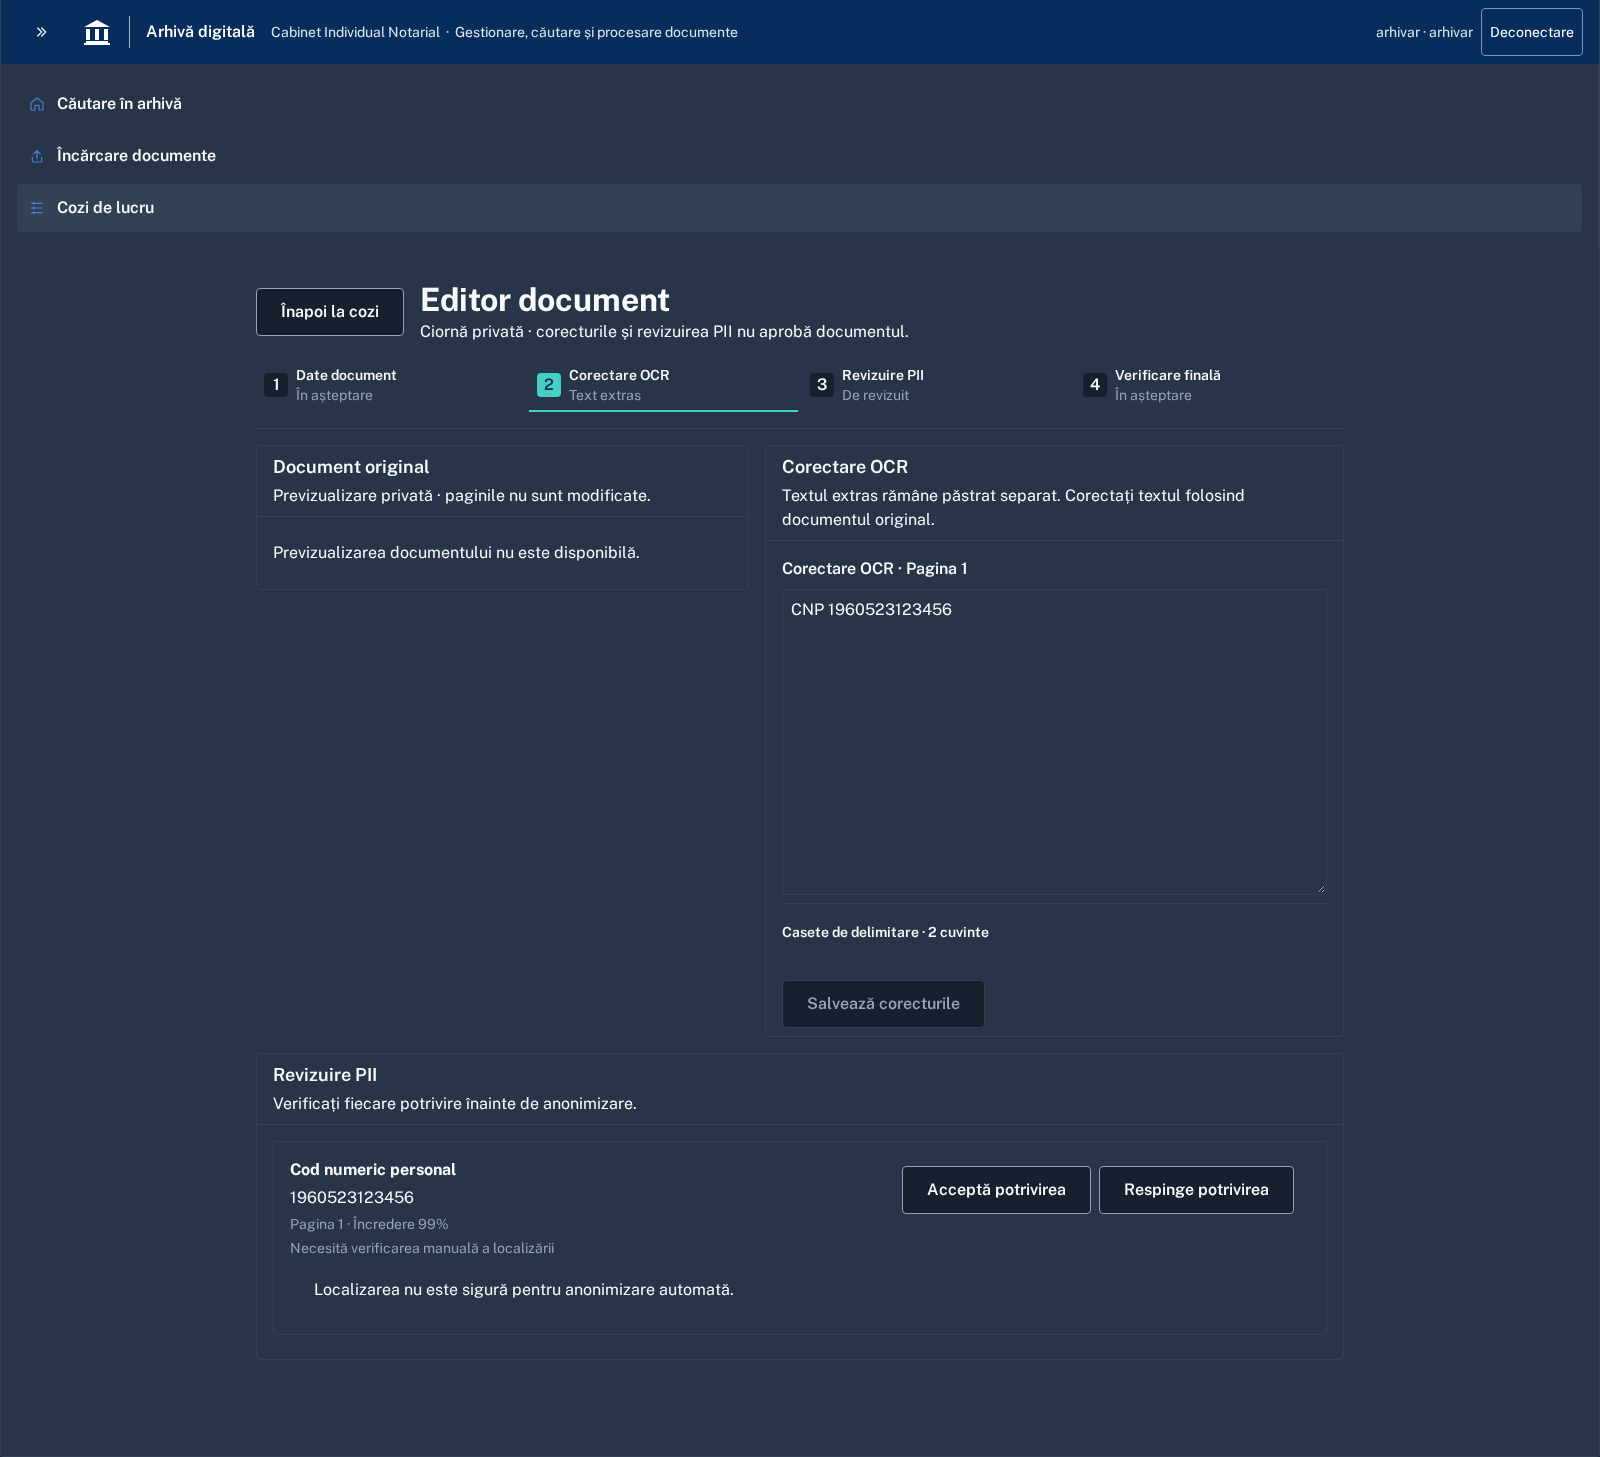 Arhivă digitală
Cabinet Individual Notarial · Gestionare, căutare și procesare documente
arhivar · arhivar
Deconectare
Căutare în arhivă
Încărcare documente
Cozi de lucru
Înapoi la cozi
Editor document
Ciornă privată · corecturile și revizuirea PII nu aprobă documentul.
1
Date document
În așteptare
2
Corectare OCR
Text extras
3
Revizuire PII
De revizuit
4
Verificare finală
În așteptare
Document original
Previzualizare privată · paginile nu sunt modificate.
Previzualizarea documentului nu este disponibilă.
Corectare OCR
Textul extras rămâne păstrat separat. Corectați textul folosind
documentul original.
Corectare OCR · Pagina 1
CNP 1960523123456
Casete de delimitare · 2 cuvinte
Salvează corecturile
Revizuire PII
Verificați fiecare potrivire înainte de anonimizare.
Cod numeric personal
1960523123456
Pagina 1 · Încredere 99%
Necesită verificarea manuală a localizării
Acceptă potrivirea
Respinge potrivirea
Localizarea nu este sigură pentru anonimizare automată.